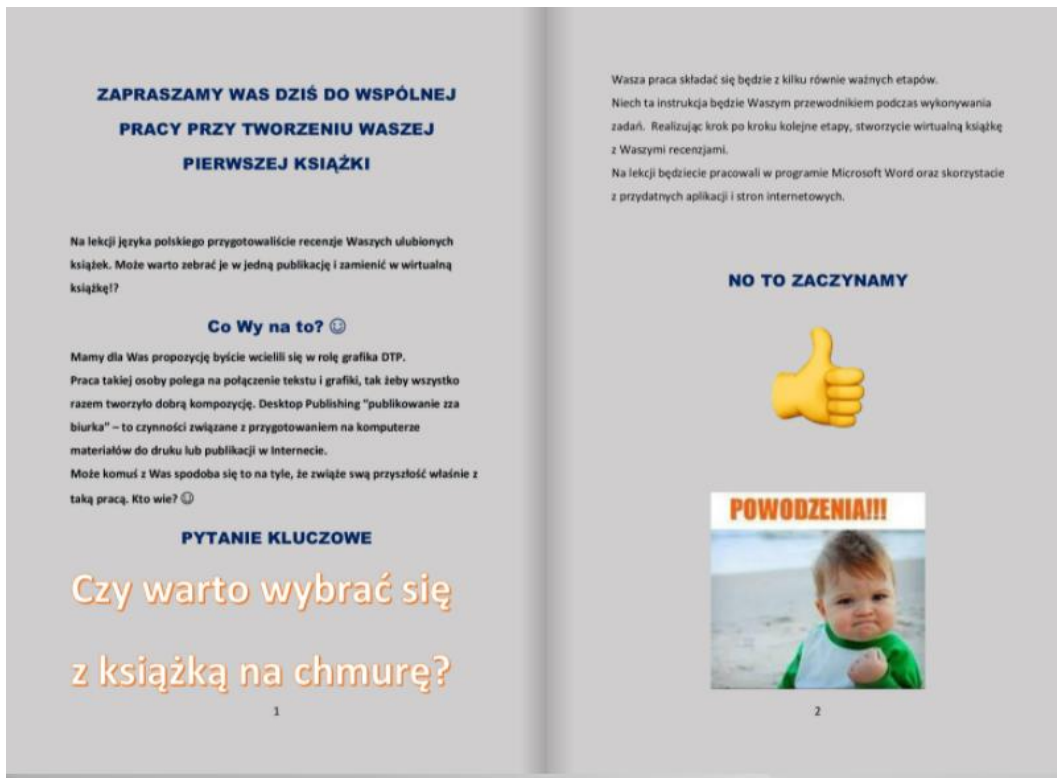 ZAPRASZAMY WAS DZIŚ DO WSPÓLNEJ
PRACY PRZY TWORZENIU WASZEJ
PIERWSZEJ KSIĄŻKI
Na lekcji języka polskiego przygotowaliście recenzje Waszych ulubionych
książek. Może warto zebrać je w jedną publikację i zamienić w wirtualną
książkę!?
Co Wy na to? ☺
Mamy dla Was propozycję byście wcielili się w rolę grafika DTP.
Praca takiej osoby polega na połączenie tekstu i grafiki, tak żeby wszystko
razem tworzyło dobrą kompozycję. Desktop Publishing "publikowanie zza
biurka" – to czynności związane z przygotowaniem na komputerze
materiałów do druku lub publikacji w Internecie.
Może komuś z Was spodoba się to na tyle, że zwiąże swą przyszłość właśnie z
taką pracą. Kto wie? ☺
PYTANIE KLUCZOWE
Czy warto wybrać się
z książką na chmurę?
1
Wasza praca składać się będzie z kilku równie ważnych etapów.
Niech ta instrukcja będzie Waszym przewodnikiem podczas wykonywania
zadań. Realizując krok po kroku kolejne etapy, stworzycie wirtualną książkę
z Waszymi recenzjami.
Na lekcji będziecie pracowali w programie Microsoft Word oraz skorzystacie
z przydatnych aplikacji i stron internetowych.
NO TO ZACZYNAMY
POWODZENIA!!!
2